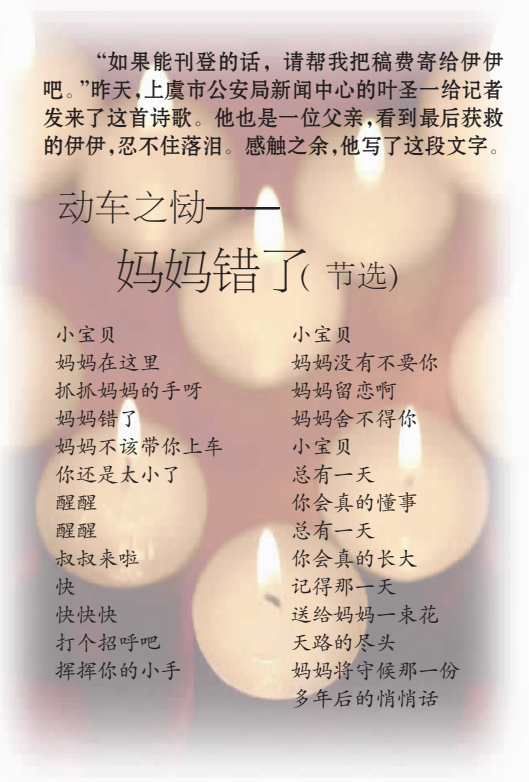 “如果能刊登的话，请帮我把稿费寄给伊伊
吧。”昨天，上虞市公安局新闻中心的叶圣一给记者
发来了这首诗歌。他也是一位父亲，看到最后获救
的伊伊，忍不住落泪。感触之余，他写了这段文字。
动车之恸——
妈妈错了（节选）
小宝贝
妈妈在这里
抓抓妈妈的手呀
妈妈错了
妈妈不该带你上车
你还是太小了
醒醒
醒醒
叔叔来啦
快
快快快
打个招呼吧
挥挥你的小手
小宝贝
妈妈没有不要你
妈妈留恋啊
妈妈舍不得你
小宝贝
总有一天
你会真的懂事
总有一天
你会真的长大
记得那一天
送给妈妈一束花
天路的尽头
妈妈将守候那一份
多年后的悄悄话